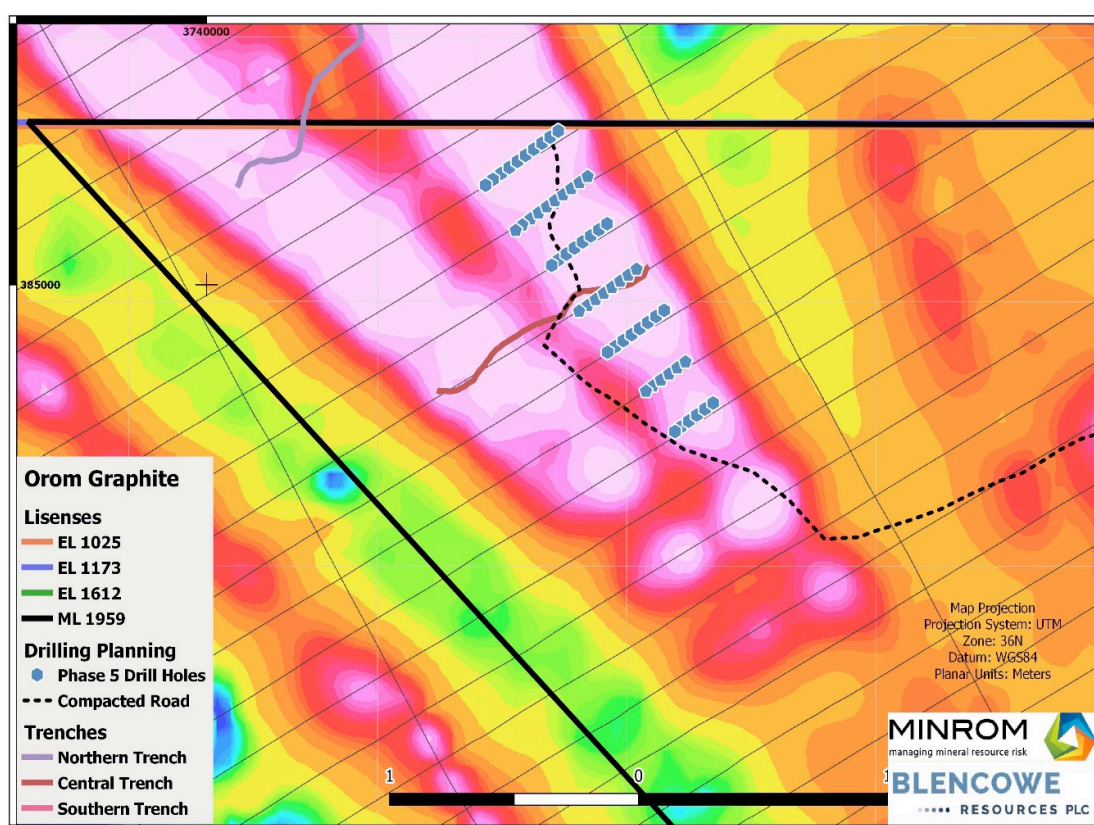 3740000
385000
Orom Graphite
Lisenses
EL 1025
EL 1173
EL 1612
ML 1959
Drilling Planning
Phase 5 Drill Holes
Compacted Road
Trenches
Northern Trench
Central Trench
Southern Trench
Map Projection
Projection System: UTM
Zone: 36N
Datum: WGS84
Planar Units: Meters
MINROM
managing mineral resource risk
BLENCOWE
RESOURCES PLC
1 0 1